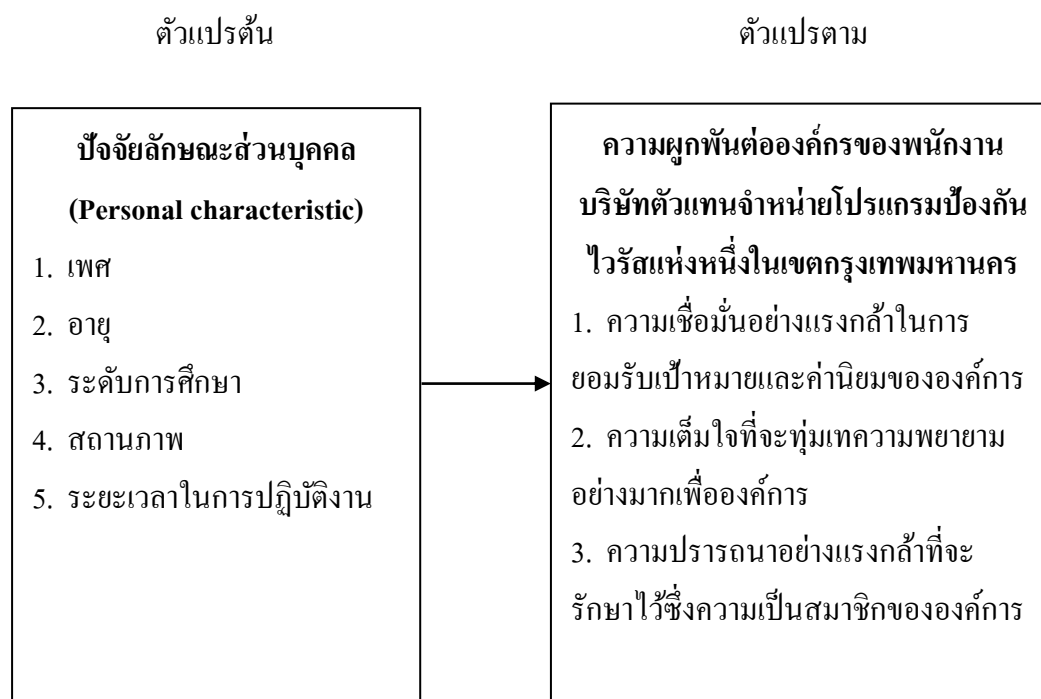 ตัวแปรต้น
ตัวแปรตาม
ปัจจัยลักษณะส่วนบุคคล
(Personal characteristic)
1. เพศ
2. อายุ
3. ระดับการศึกษา
4. สถานภาพ
5. ระยะเวลาในการปฏิบัติงาน
ความผูกพันต่อองค์กรของพนักงาน
บริษัทตัวแทนจำหน่ายโปรแกรมป้องกัน
ไวรัสแห่งหนึ่งในเขตกรุงเทพมหานคร
1. ความเชื่อมั่นอย่างแรงกล้าในการ
ยอมรับเป้าหมายและค่านิยมขององค์การ
2. ความเต็มใจที่จะทุ่มเทความพยายาม
อย่างมากเพื่อองค์การ
3. ความปรารถนาอย่างแรงกล้าที่จะ
รักษาไว้ซึ่งความเป็นสมาชิกขององค์การ